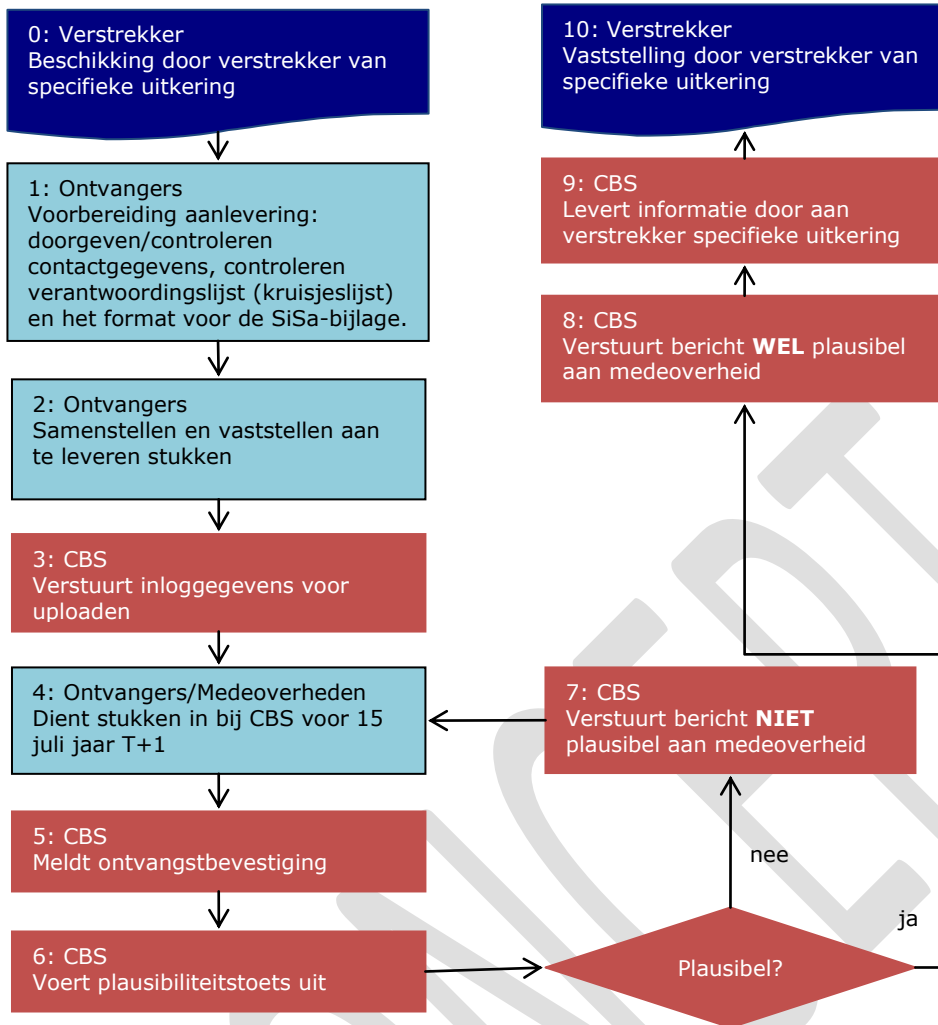 0: Verstrekker
Beschikking door verstrekker van
specifieke uitkering
1: Ontvangers
Voorbereiding aanlevering:
doorgeven/controleren
contactgegevens, controleren
verantwoordingslijst (kruisjeslijst)
en het format voor de SiSa-bijlage.
2: Ontvangers
Samenstellen en vaststellen aan
te leveren stukken
3: CBS
Verstuurt inloggegevens voor
uploaden
4: Ontvangers/Medeoverheden
Dient stukken in bij CBS voor 15
juli jaar T+1
5: CBS
Meldt ontvangstbevestiging
6: CBS
Voert plausibiliteitstoets uit
Plausibel?
nee
ja
7: CBS
Verstuurt bericht NIET
plausibel aan medeoverheid
8: CBS
Verstuurt bericht WEL plausibel
aan medeoverheid
9: CBS
Levert informatie door aan
verstrekker specifieke uitkering
10: Verstrekker
Vaststelling door verstrekker van
specifieke uitkering